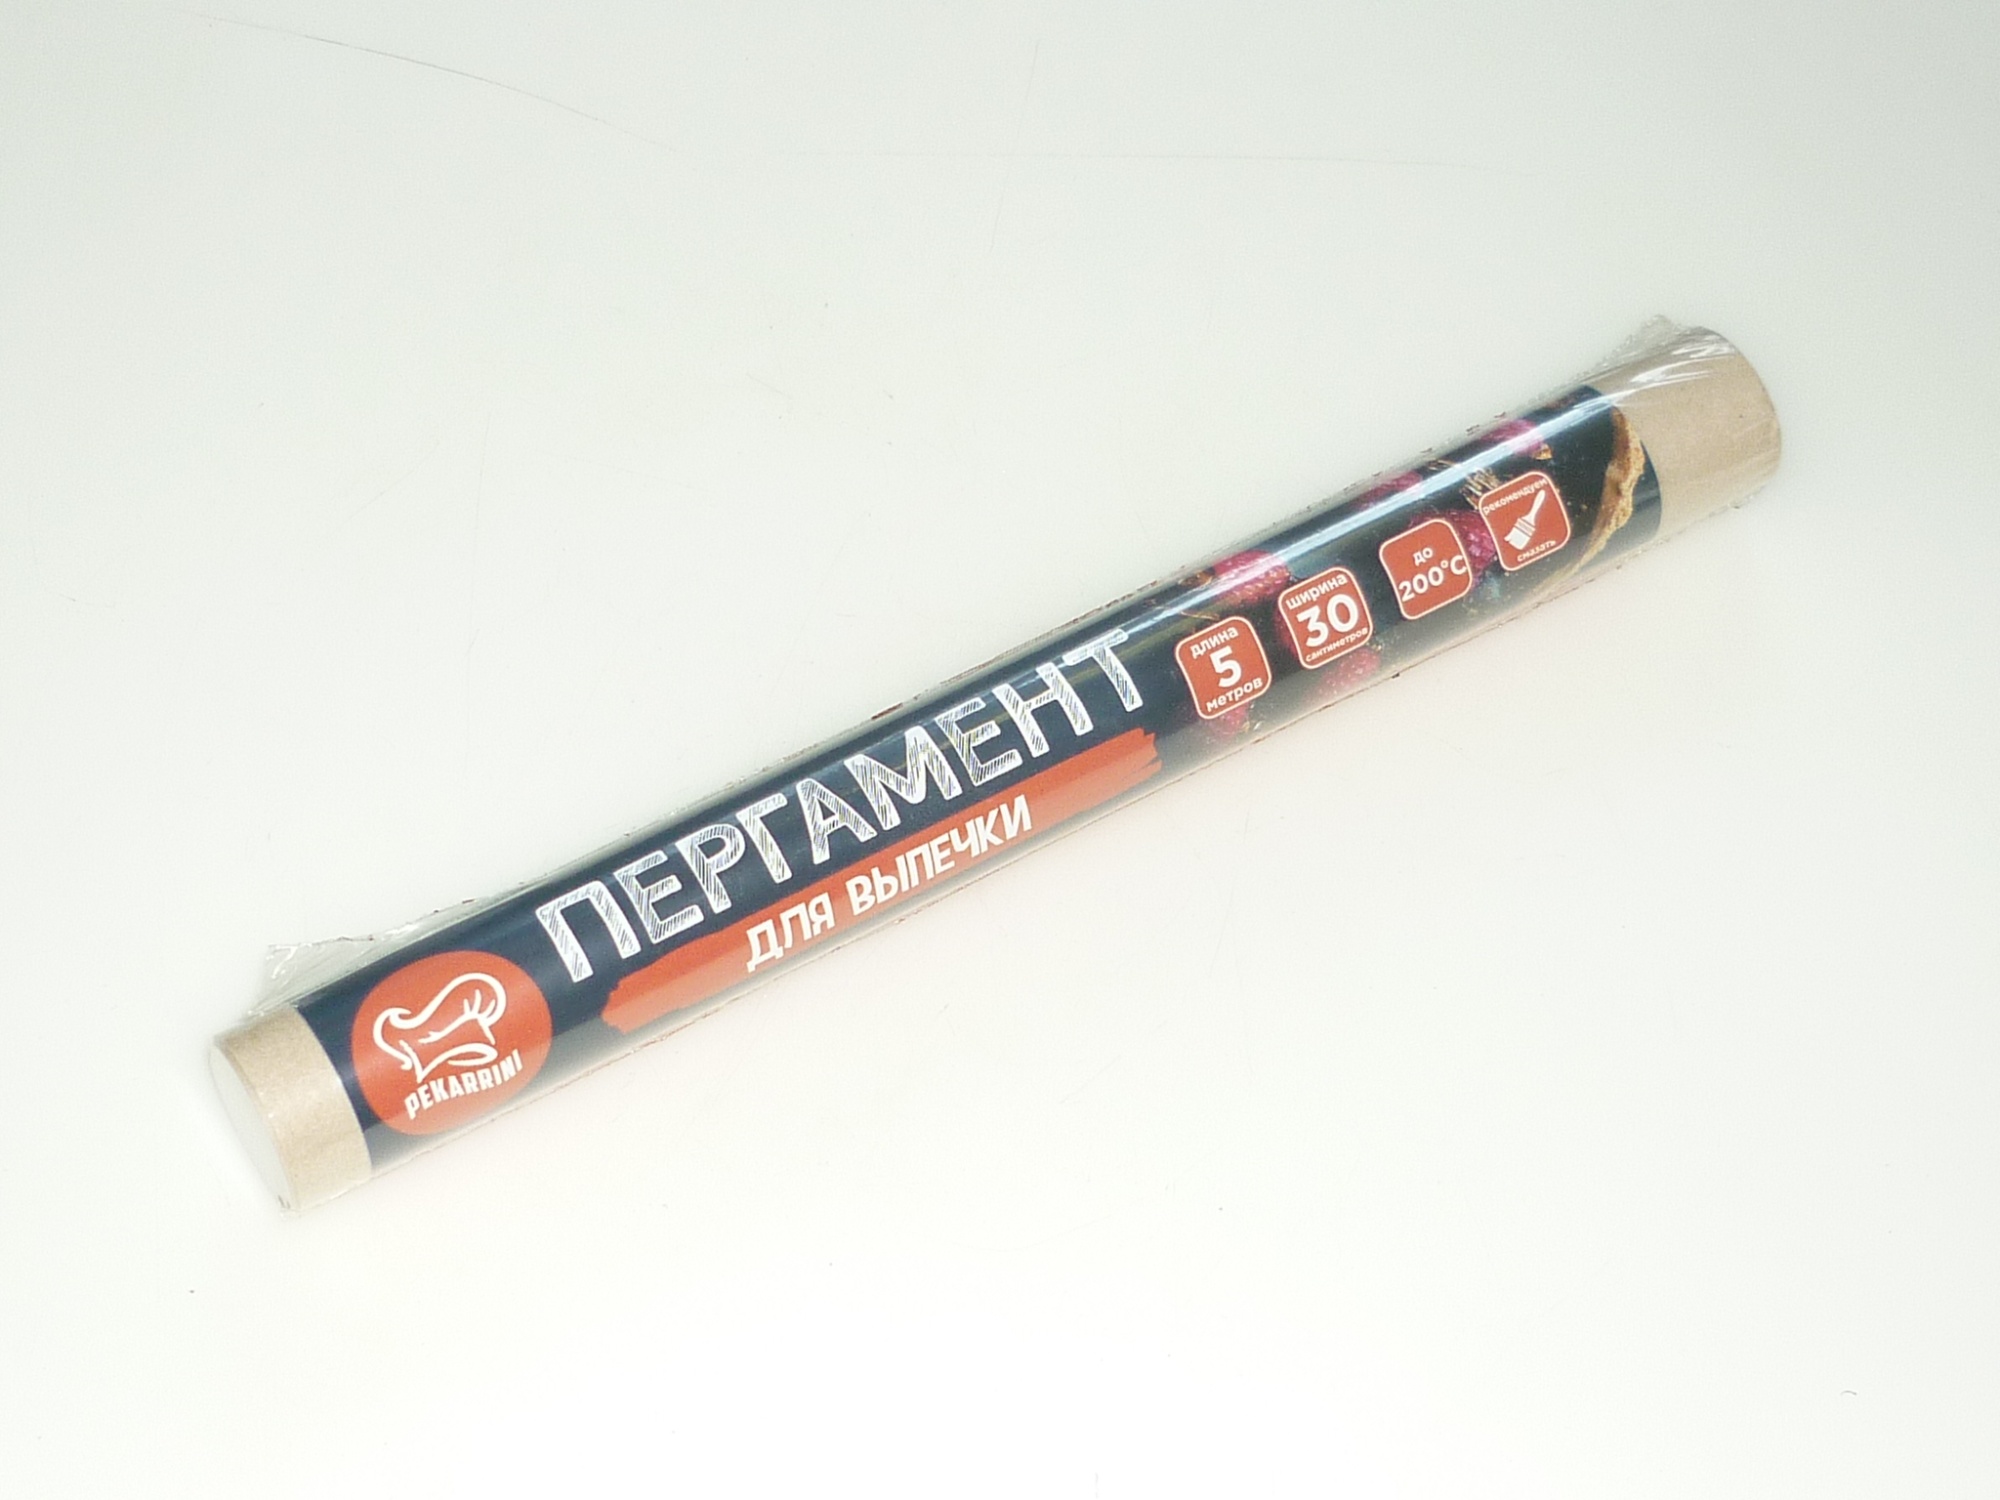 PEKARRINI
ПЕРГАМЕНТ
ДЛЯ ВЫПЕЧКИ
длина
5
метров
ширина
30
сантиметров
до
200°С
рекомендуем
смазать